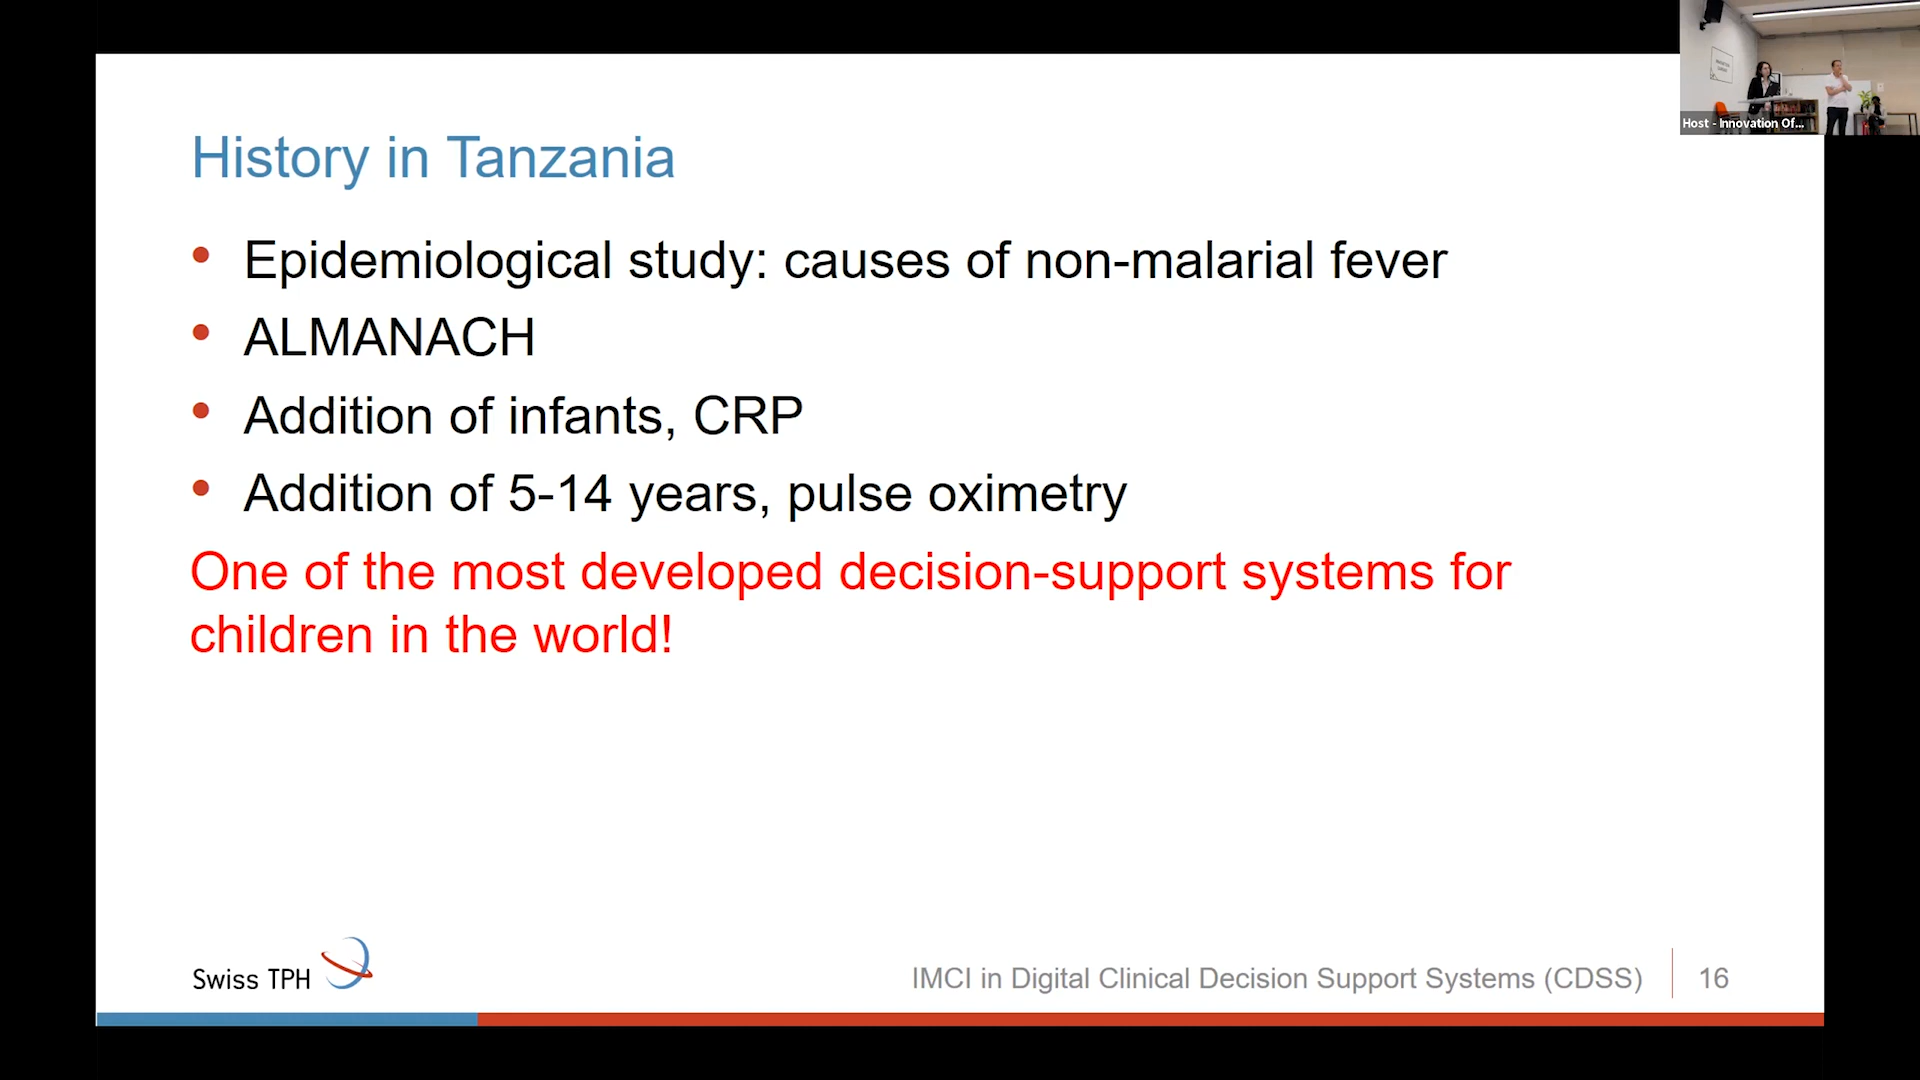 Host - Innovation Of...
History in Tanzania
• Epidemiological study: causes of non-malarial fever
• ALMANACH
• Addition of infants, CRP
• Addition of 5-14 years, pulse oximetry
One of the most developed decision-support systems for
children in the world!
Swiss TPH
IMCI in Digital Clinical Decision Support Systems (CDSS)
16